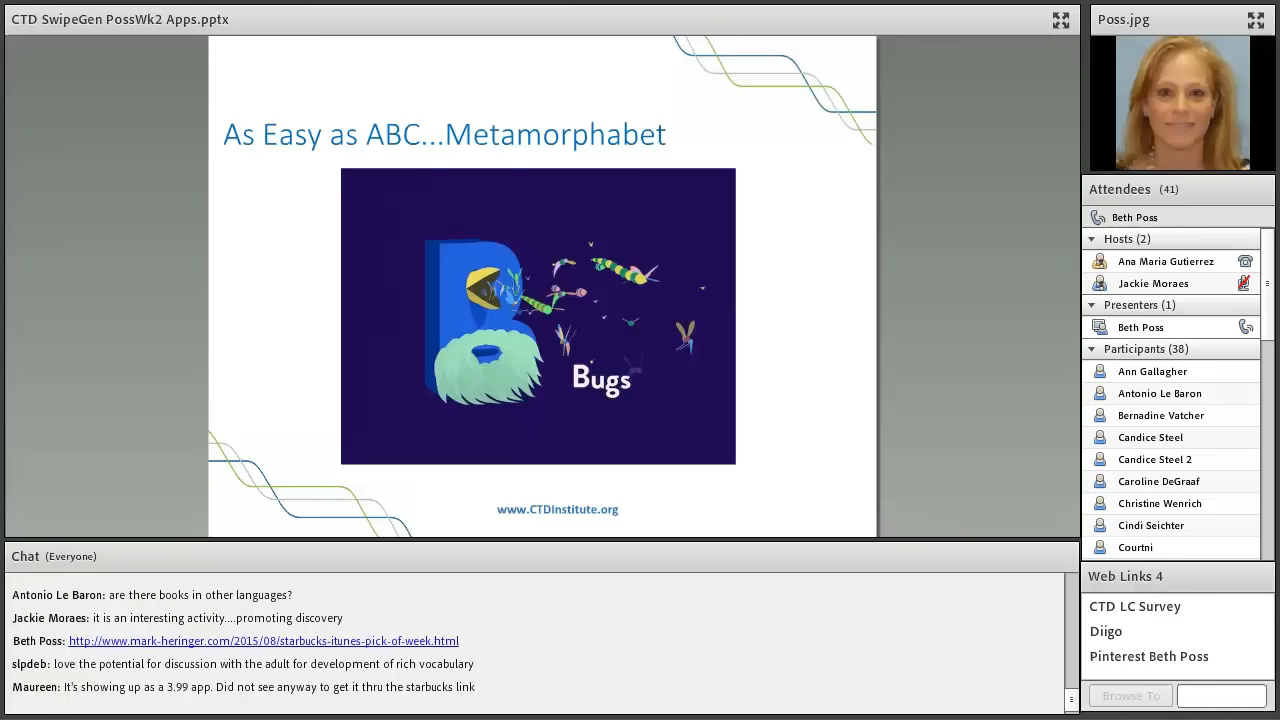 CTD SwipeGen PossWk2 Apps.pptx
As Easy as ABC...Metamorphabet
Bugs
www.CTDInstitute.org
Chat (Everyone)
Antonio Le Baron: are there books in other languages?
Jackie Moraes: it is an interesting activity....promoting discovery
Beth Poss: http://www.mark-heringer.com/2015/08/starbucks-itunes-pick-of-week.html
slpdeb: love the potential for discussion with the adult for development of rich vocabulary
Maureen: It's showing up as a 3.99 app. Did not see anyway to get it thru the starbucks link
Poss.jpg
Attendees (41)
Beth Poss
Hosts (2)
Ana Maria Gutierrez
Jackie Moraes
Presenters (1)
Beth Poss
Participants (38)
Ann Gallagher
Antonio Le Baron
Bernadine Vatcher
Candice Steel
Candice Steel 2
Caroline DeGraaf
Christine Wenrich
Cindi Seichter
Courtni
Web Links 4
CTD LC Survey
Diigo
Pinterest Beth Poss
Browse To